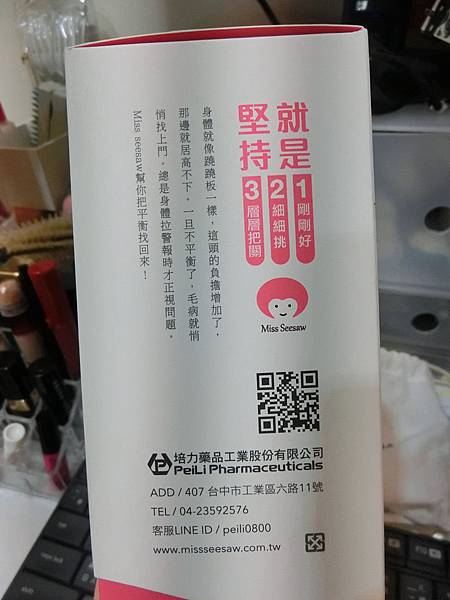 就是
堅持
1 剛剛好
2 細細挑
3 層層把關
Miss Seesaw
身體就像蹺蹺板一樣，這頭的負擔增加了，
那邊就居高不下。一旦不平衡了，毛病就悄
悄找上門。總是身體拉警報時才正視問題，
Miss seesaw幫你把平衡找回來！
培力藥品工業股份有限公司
PeiLi Pharmaceuticals
ADD / 407 台中市工業區六路11號
TEL / 04-23592576
客服LINE ID / peili0800
www.missseesaw.com.tw